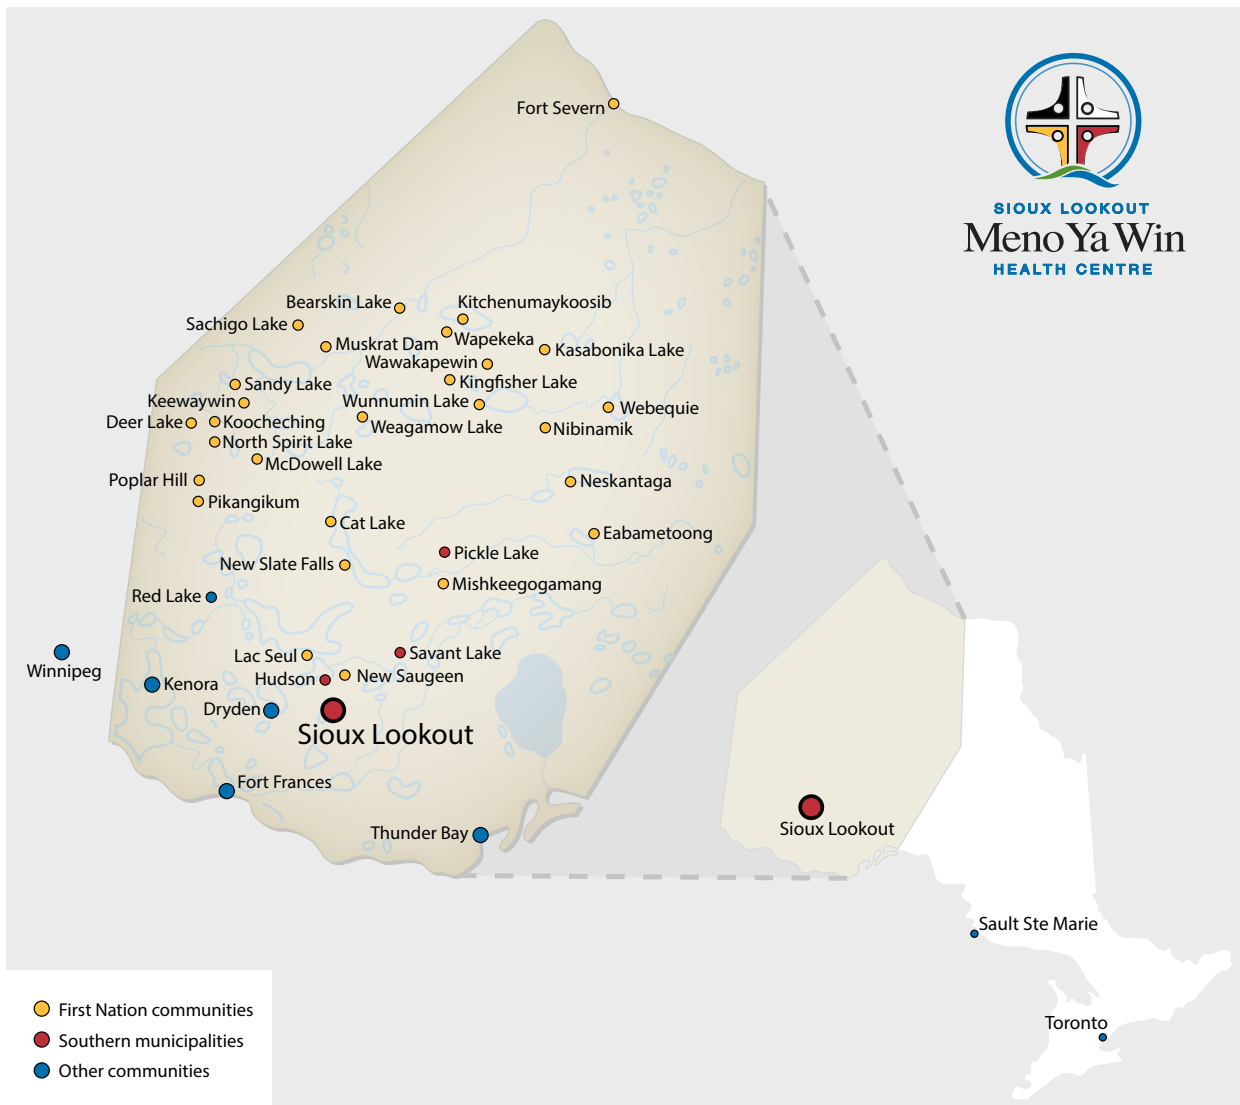 Fort Severn
SIOUX LOOKOUT
Meno Ya Win
HEALTH CENTRE
Bearskin Lake
Kitchenumaykoosib
Sachigo Lake
Muskrat Dam
Wapekeka
Kasabonika Lake
Wawakapewin
Sandy Lake
Kingfisher Lake
Keewaywin
Wunnumin Lake
Webequie
Deer Lake
Koocheching
Weagamow Lake
Nibinamik
North Spirit Lake
McDowell Lake
Poplar Hill
Neskantaga
Pikangikum
Cat Lake
Eabametoong
Pickle Lake
New Slate Falls
Mishkeegogamang
Red Lake
Lac Seul
Savant Lake
Winnipeg
Hudson
New Saugeen
Kenora
Dryden
Sioux Lookout
Fort Frances
Thunder Bay
Sioux Lookout
Sault Ste Marie
Toronto
First Nation communities
Southern municipalities
Other communities